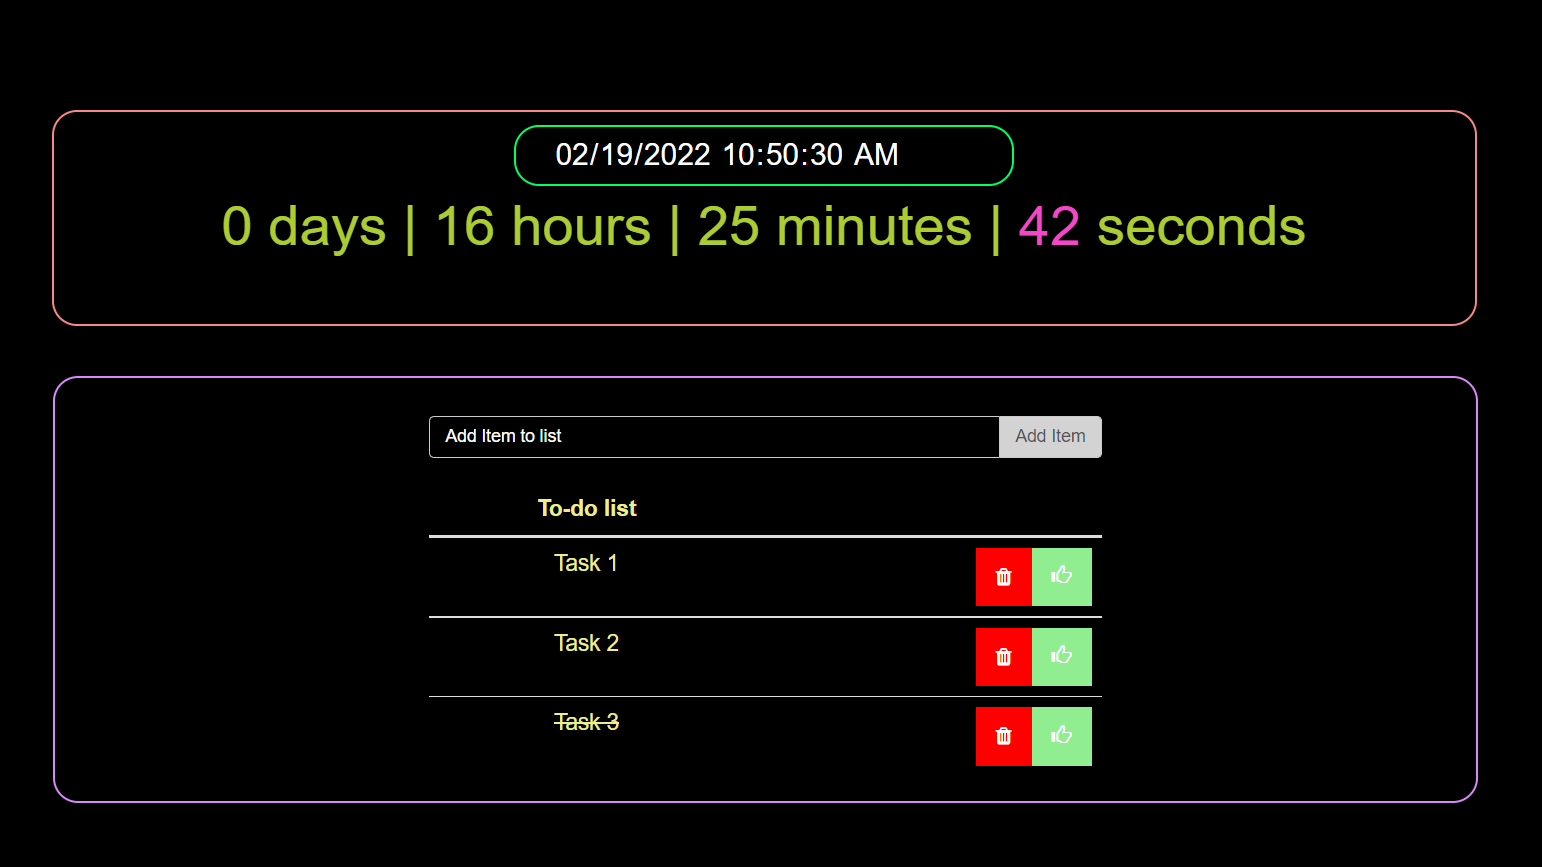 02/19/2022 10:50:30 AM
0 days | 16 hours | 25 minutes | 42 seconds
Add Item to list
Add Item
To-do list
Task 1
Task 2
Task 3